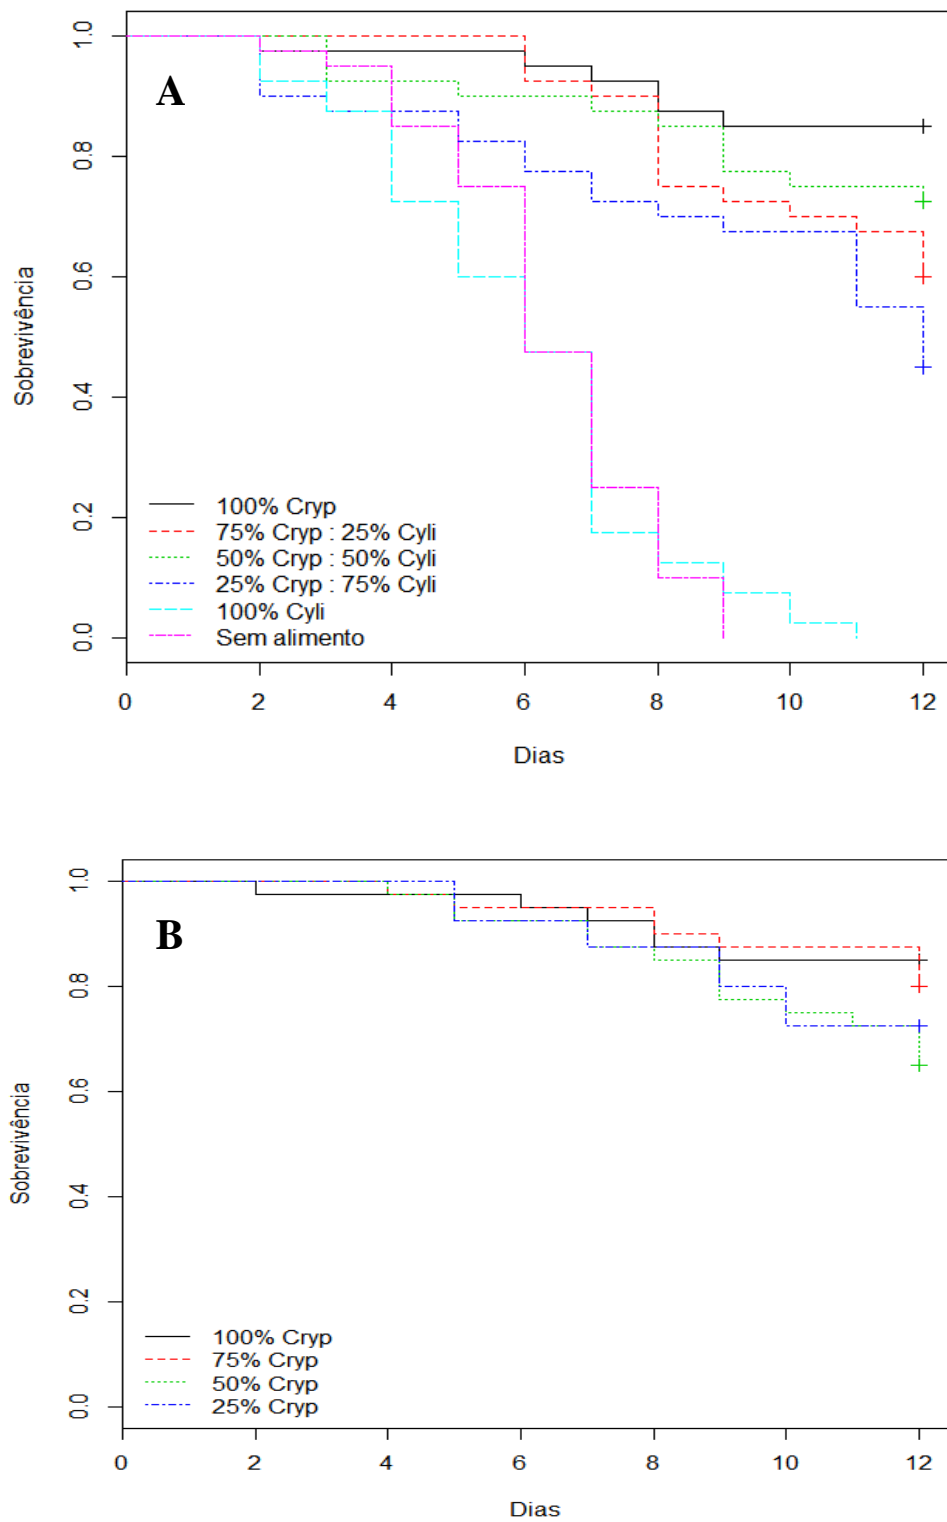 A
1.0
0.8
0.6
0.4
0.2
0.0
Sobrevivência
100% Cryp
75% Cryp : 25% Cyli
50% Cryp : 50% Cyli
25% Cryp : 75% Cyli
100% Cyli
Sem alimento
0 2 4 6 8 10 12
Dias
B
1.0
0.8
0.6
0.4
0.2
0.0
Sobrevivência
100% Cryp
75% Cryp
50% Cryp
25% Cryp
0 2 4 6 8 10 12
Dias